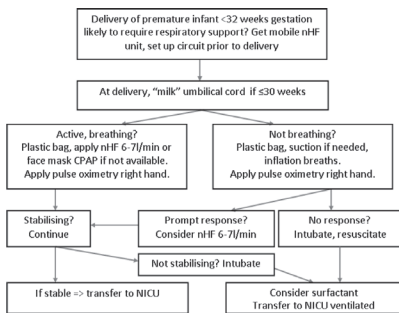 Delivery of premature infant <32 weeks gestation
likely to require respiratory support? Get mobile nHF
unit, set up circuit prior to delivery
At delivery, “milk” umbilical cord if ≤30 weeks
Active, breathing?
Plastic bag, apply nHF 6-7l/min or
face mask CPAP if not available.
Apply pulse oximetry right hand.
Not breathing?
Plastic bag, suction if needed,
inflation breaths.
Apply pulse oximetry right hand.
Stabilising?
Continue
Prompt response?
Consider nHF 6-7l/min
No response?
Intubate, resuscitate
Not stabilising? Intubate
If stable => transfer to NICU
Consider surfactant
Transfer to NICU ventilated